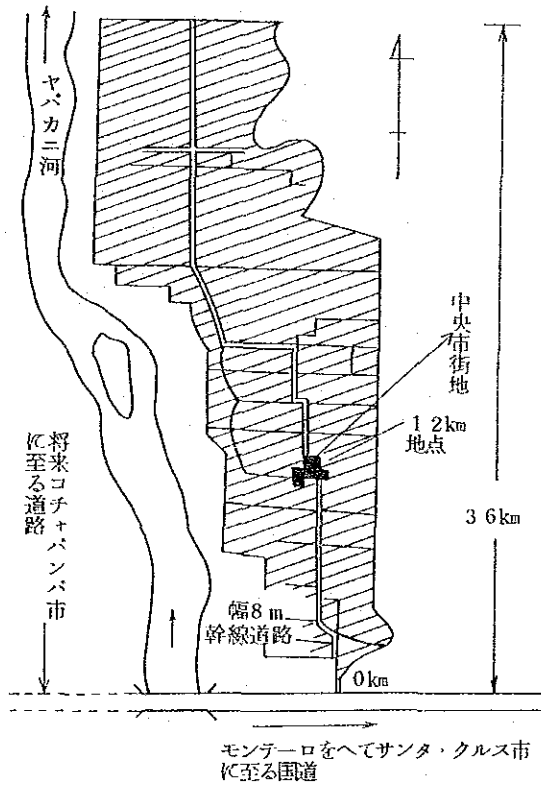 ヤパカニ河
中央市街地
12km
地点
将来コチャバンバ市
に至る道路
36km
幅8m
幹線道路
0km
モンテーロをへてサンタ・クルス市
に至る国道